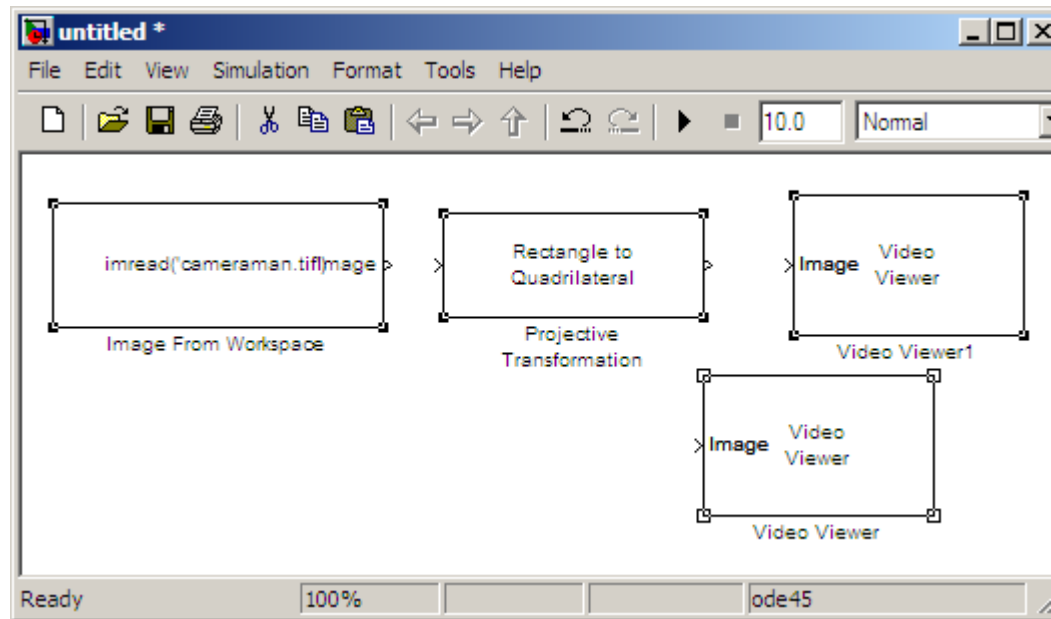 untitled *
File Edit View Simulation Format Tools Help
10.0 Normal
imread('cameraman.tif')mage
Image From Workspace
Rectangle to
Quadrilateral
Projective
Transformation
Image Video
Viewer
Video Viewer1
Image Video
Viewer
Video Viewer
Ready 100% ode45